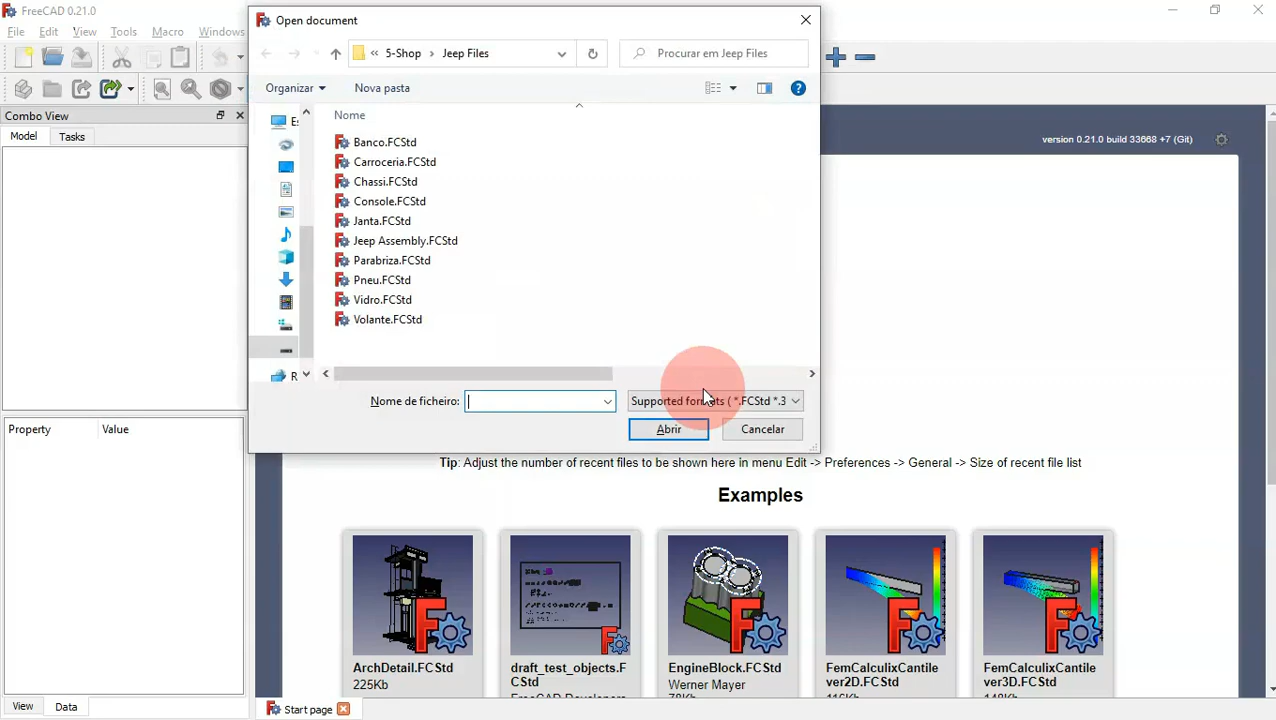 FreeCAD 0.21.0
File Edit View Tools Macro Windows
Open document
5-Shop Jeep Files
Procurar em Jeep Files
Organizar Nova pasta
Nome
Banco.FCStd
Carroceria.FCStd
Chassi.FCStd
Console.FCStd
Janta.FCStd
Jeep Assembly.FCStd
Parabriza.FCStd
Pneu.FCStd
Vidro.FCStd
Volante.FCStd
Nome de ficheiro:
Supported formats ( *.FCStd *.3
Abrir Cancelar
Combo View
Model Tasks
version 0.21.0 build 33668 +7 (Git)
Property Value
Tip: Adjust the number of recent files to be shown here in menu Edit -> Preferences -> General -> Size of recent file list
Examples
ArchDetail.FCStd
225Kb
draft_test_objects.F
CStd
EngineBlock.FCStd
Werner Mayer
FemCalculixCantile
ver2D.FCStd
FemCalculixCantile
ver3D.FCStd
View Data
Start page